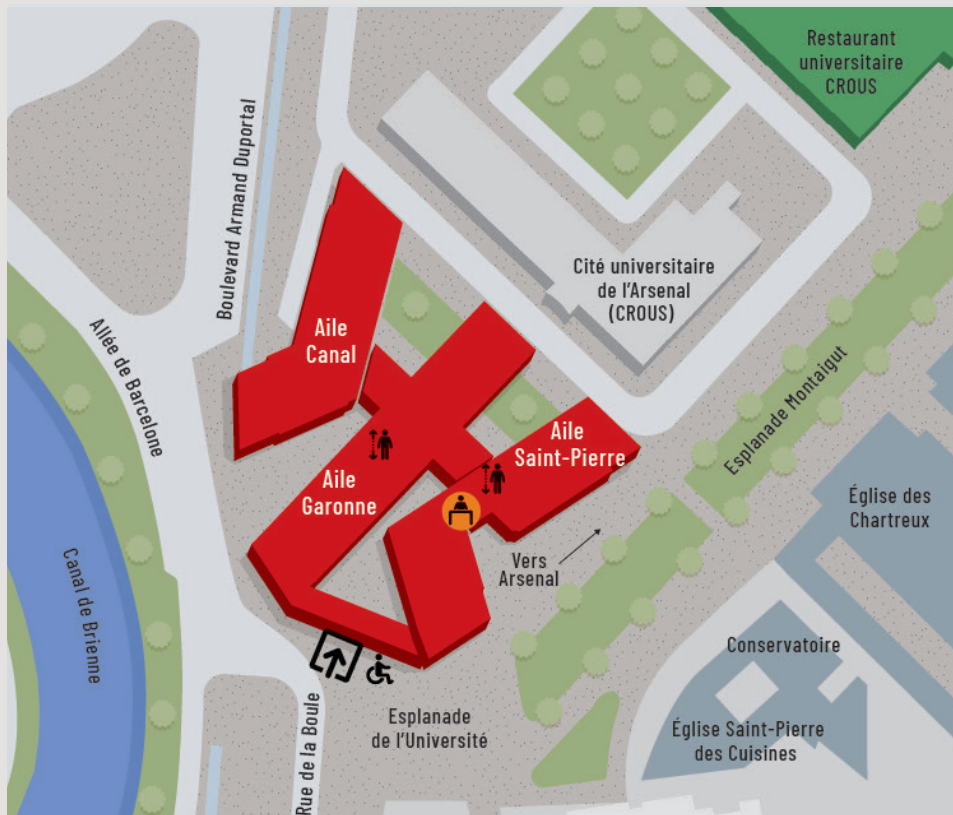 Restaurant
universitaire
CROUS
Boulevard Armand Duportal
Cité universitaire
de l'Arsenal
(CROUS)
Aile
Canal
Allée de Barcelone
Esplanade Montaigut
Aile
Saint-Pierre
Aile
Garonne
Église des
Chartreux
Vers
Arsenal
Canal de Brienne
Conservatoire
Esplanade
de l'Université
Église Saint-Pierre
des Cuisines
Rue de la Boule